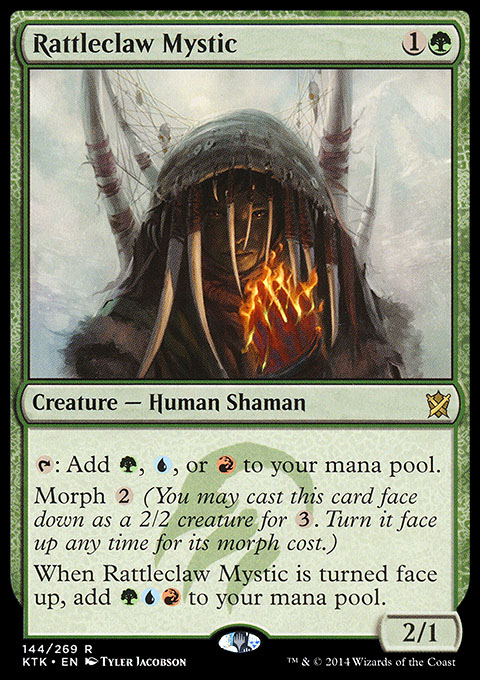 Rattleclaw Mystic 1
Creature — Human Shaman
: Add , , or to your mana pool.
Morph 2 (You may cast this card face
down as a 2/2 creature for 3. Turn it face
up any time for its morph cost.)
When Rattleclaw Mystic is turned face
up, add to your mana pool.
2/1
144/269 R
KTK • EN Tyler Jacobson
™ & © 2014 Wizards of the Coast